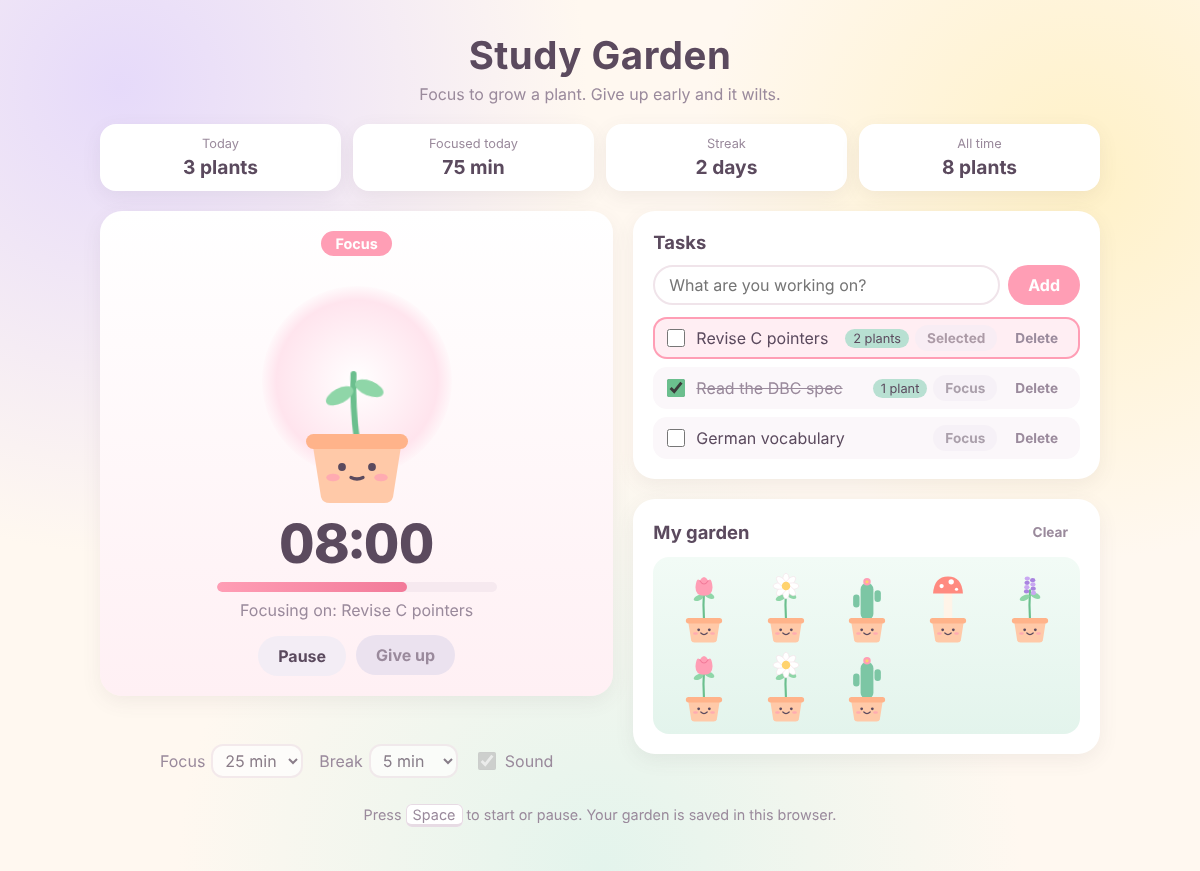 Study Garden
Focus to grow a plant. Give up early and it wilts.
Today
3 plants
Focused today
75 min
Streak
2 days
All time
8 plants
Focus
08:00
Focusing on: Revise C pointers
Pause
Give up
Focus 25 min Break 5 min Sound
Tasks
What are you working on?
Add
Revise C pointers 2 plants Selected Delete
Read the DBC spec 1 plant Focus Delete
German vocabulary Focus Delete
My garden
Clear
Press Space to start or pause. Your garden is saved in this browser.